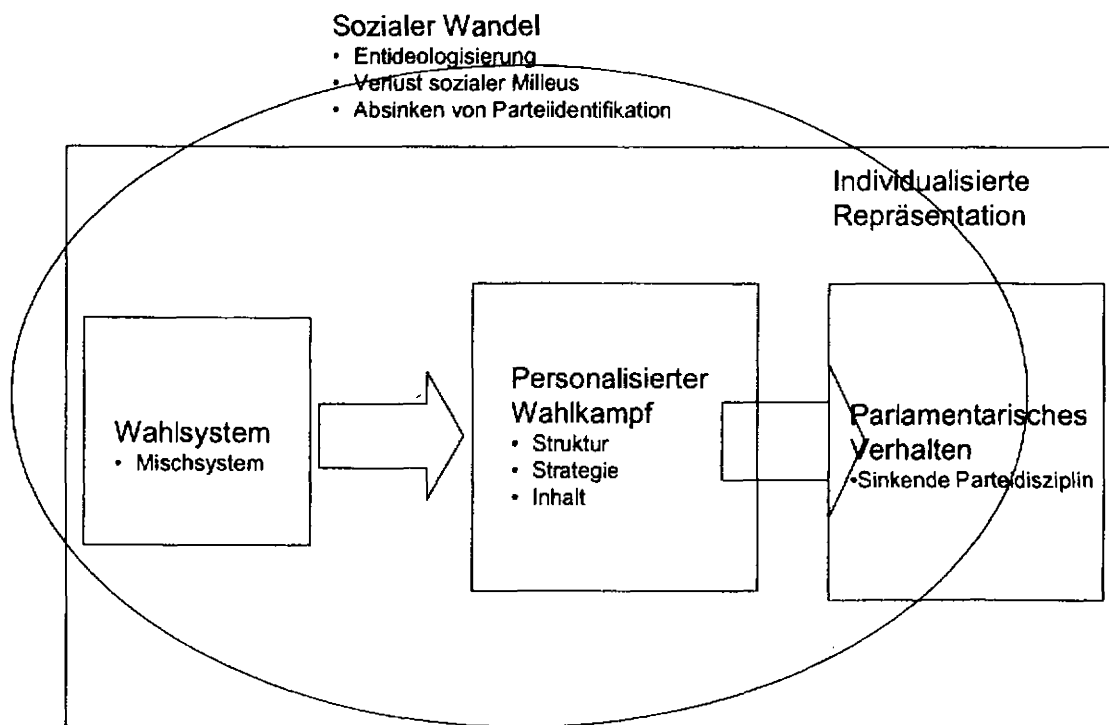 Sozialer Wandel
• Entideologisierung
• Verlust sozialer Milleus
• Absinken von Parteiidentifikation
Individualisierte
Repräsentation
Wahlsystem
• Mischsystem
Personalisierter
Wahlkampf
• Struktur
• Strategie
• Inhalt
Parlamentarisches
Verhalten
•Sinkende Parteidisziplin